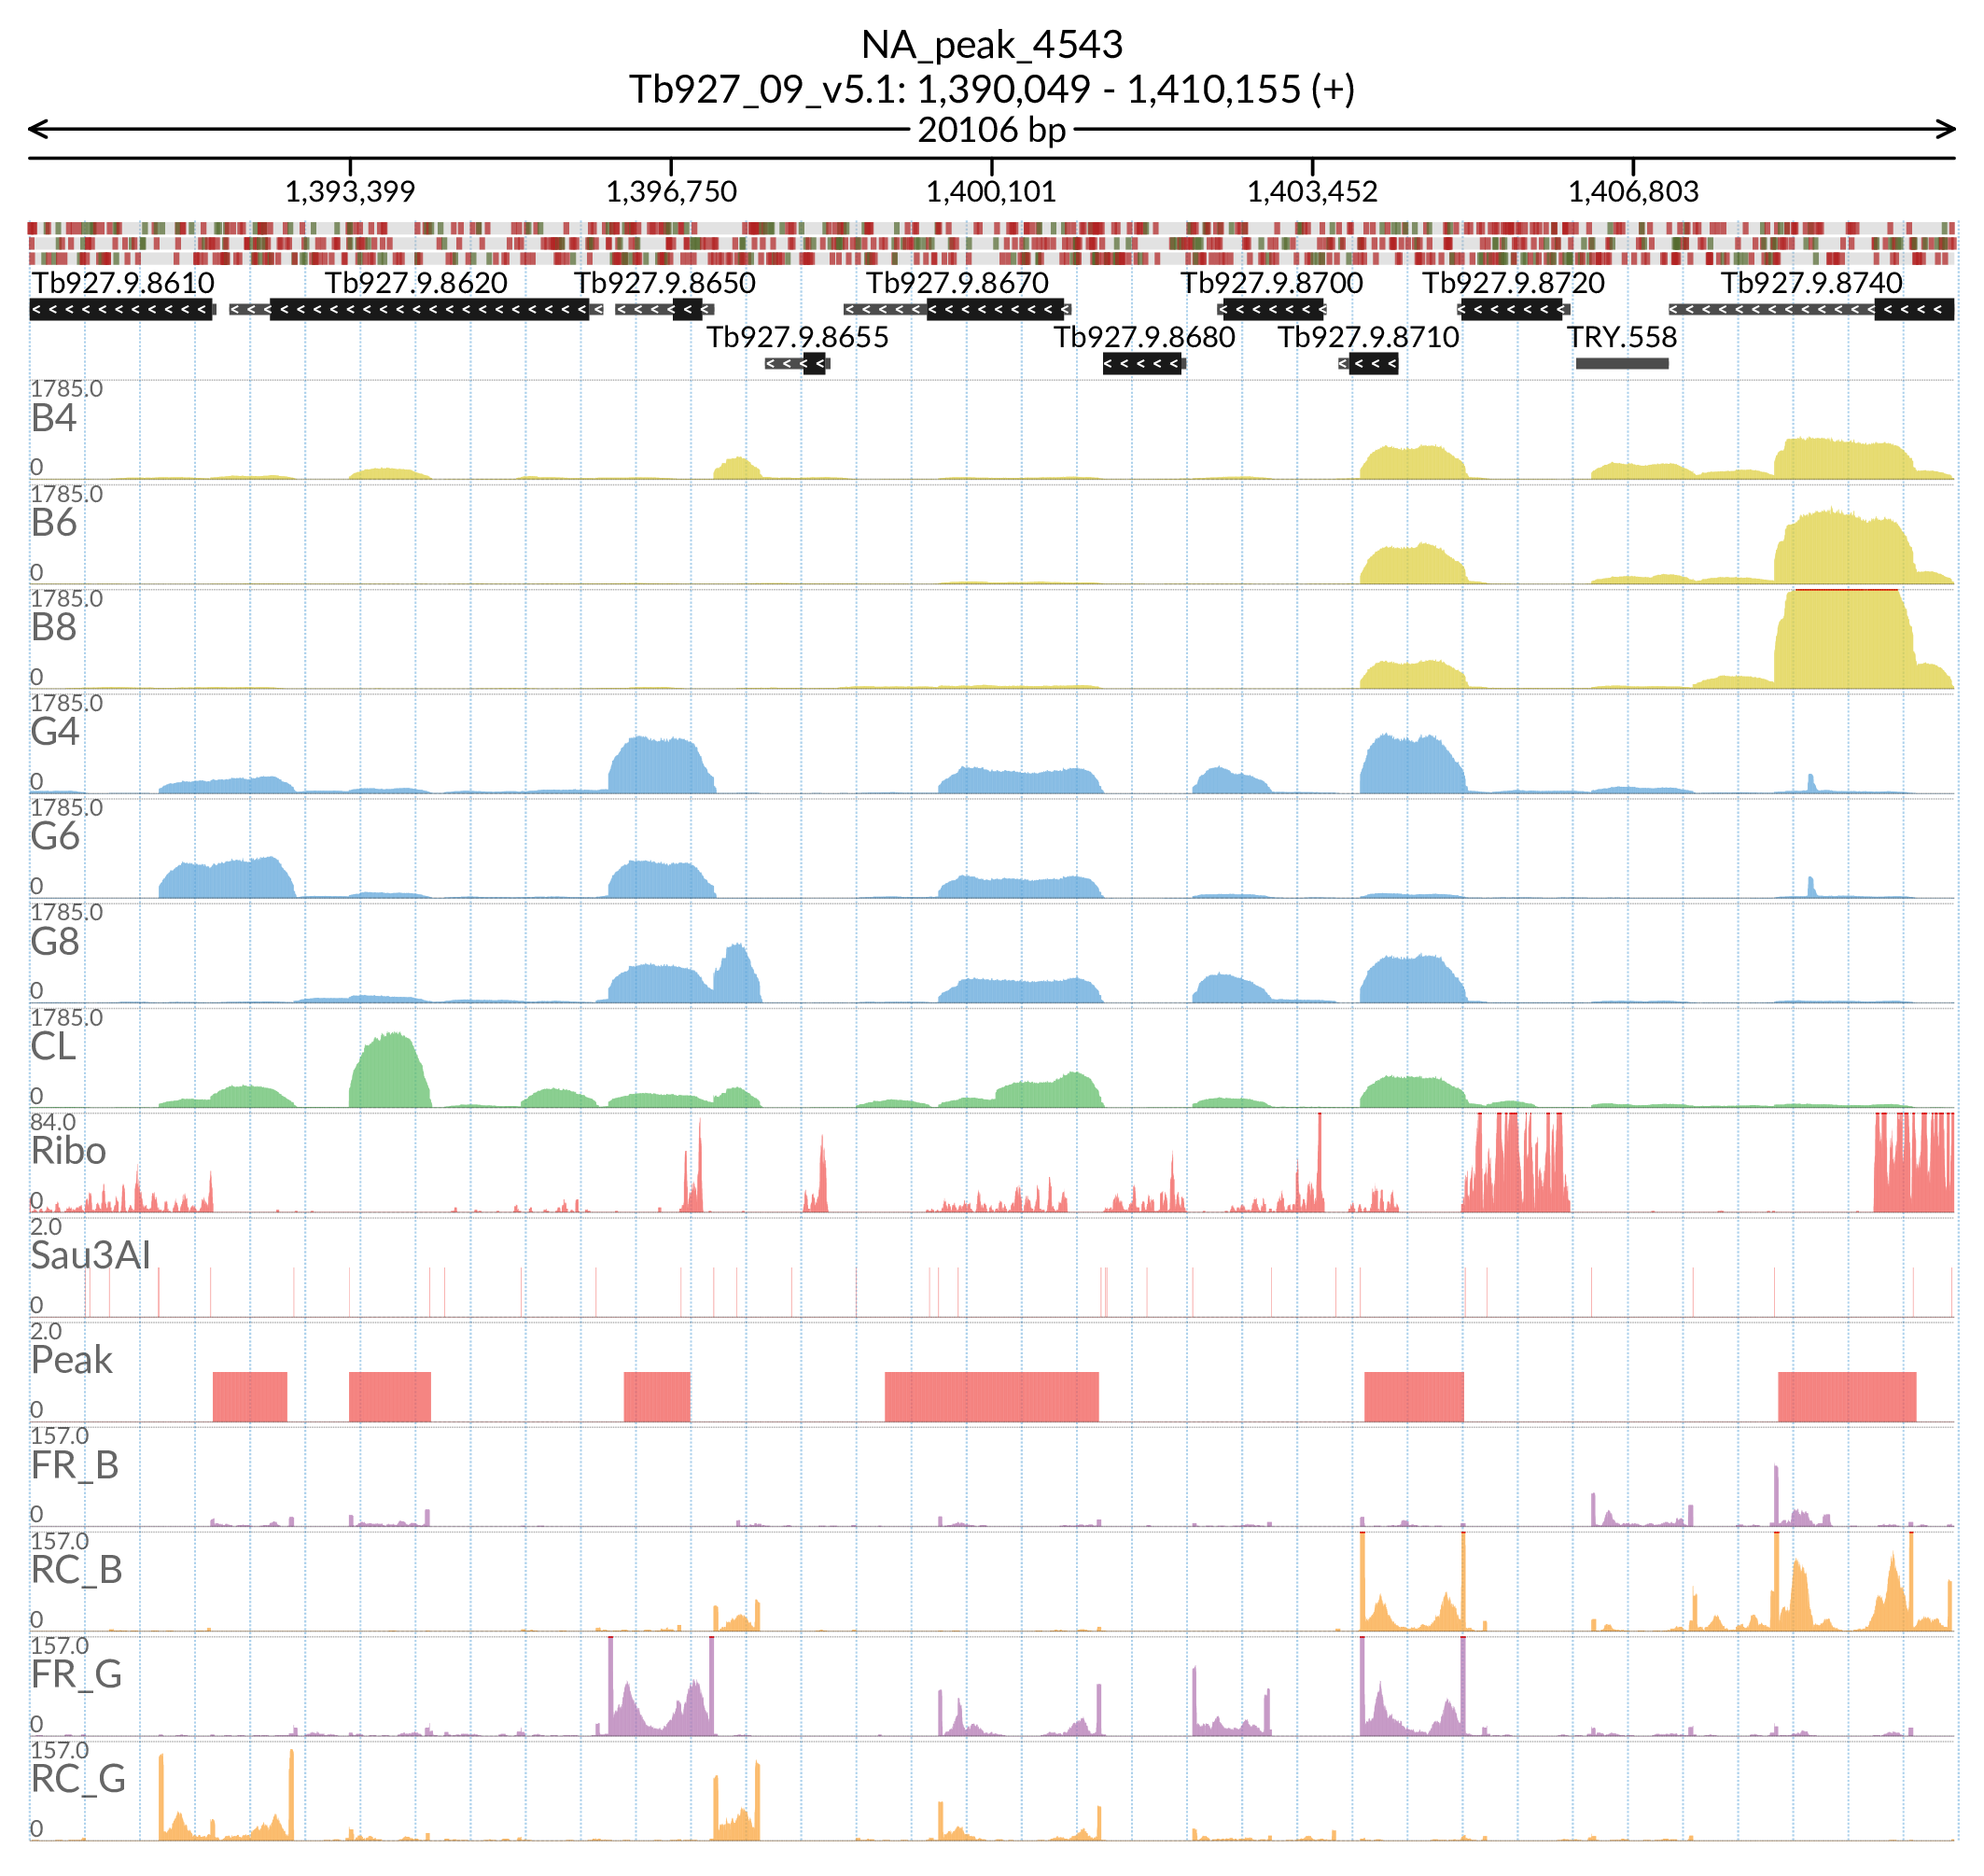 NA_peak_4543
Tb927_09_v5.1: 1,390,049 - 1,410,155 (+)
20106 bp
1,393,399 1,396,750 1,400,101 1,403,452 1,406,803
Tb927.9.8610 Tb927.9.8620 Tb927.9.8650 Tb927.9.8670 Tb927.9.8700 Tb927.9.8720 Tb927.9.8740
Tb927.9.8655 Tb927.9.8680 Tb927.9.8710 TRY.558
1785.0
B4
0
1785.0
B6
0
1785.0
B8
0
1785.0
G4
0
1785.0
G6
0
1785.0
G8
0
1785.0
CL
0
84.0
Ribo
0
2.0
Sau3AI
0
2.0
Peak
0
157.0
FR_B
0
157.0
RC_B
0
157.0
FR_G
0
157.0
RC_G
0